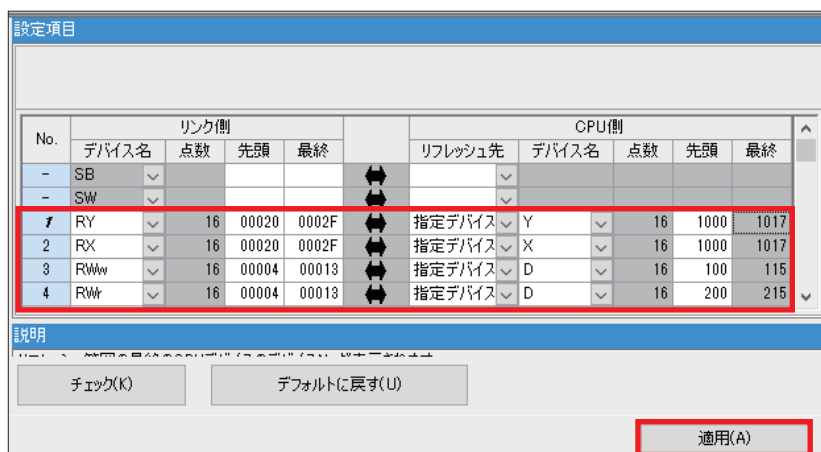 設定項目
No. リンク側 CPU側
デバイス名 点数 先頭 最終 リフレッシュ先 デバイス名 点数 先頭 最終
- SB
- SW
1 RY 16 00020 0002F 指定デバイス Y 16 1000 1017
2 RX 16 00020 0002F 指定デバイス X 16 1000 1017
3 RWw 16 00004 00013 指定デバイス D 16 100 115
4 RWr 16 00004 00013 指定デバイス D 16 200 215
説明
チェック(K) デフォルトに戻す(U)
適用(A)